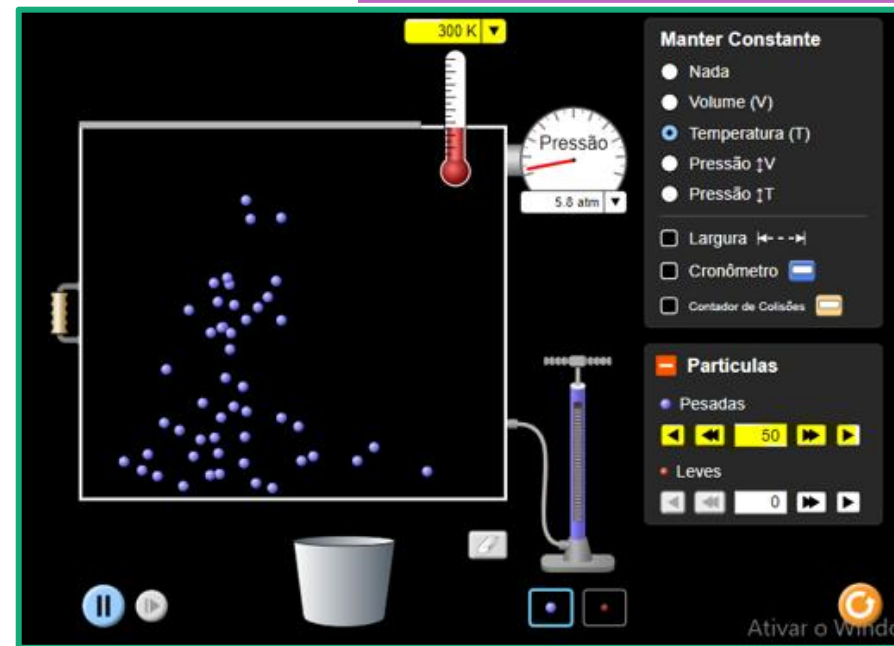 300 K
Pressão
5.8 atm
Manter Constante
Nada
Volume (V)
Temperatura (T)
Pressão ↕V
Pressão ↕T
Largura
Cronômetro
Contador de Colisões
Particulas
Pesadas
50
Leves
0
Ativar o Windo